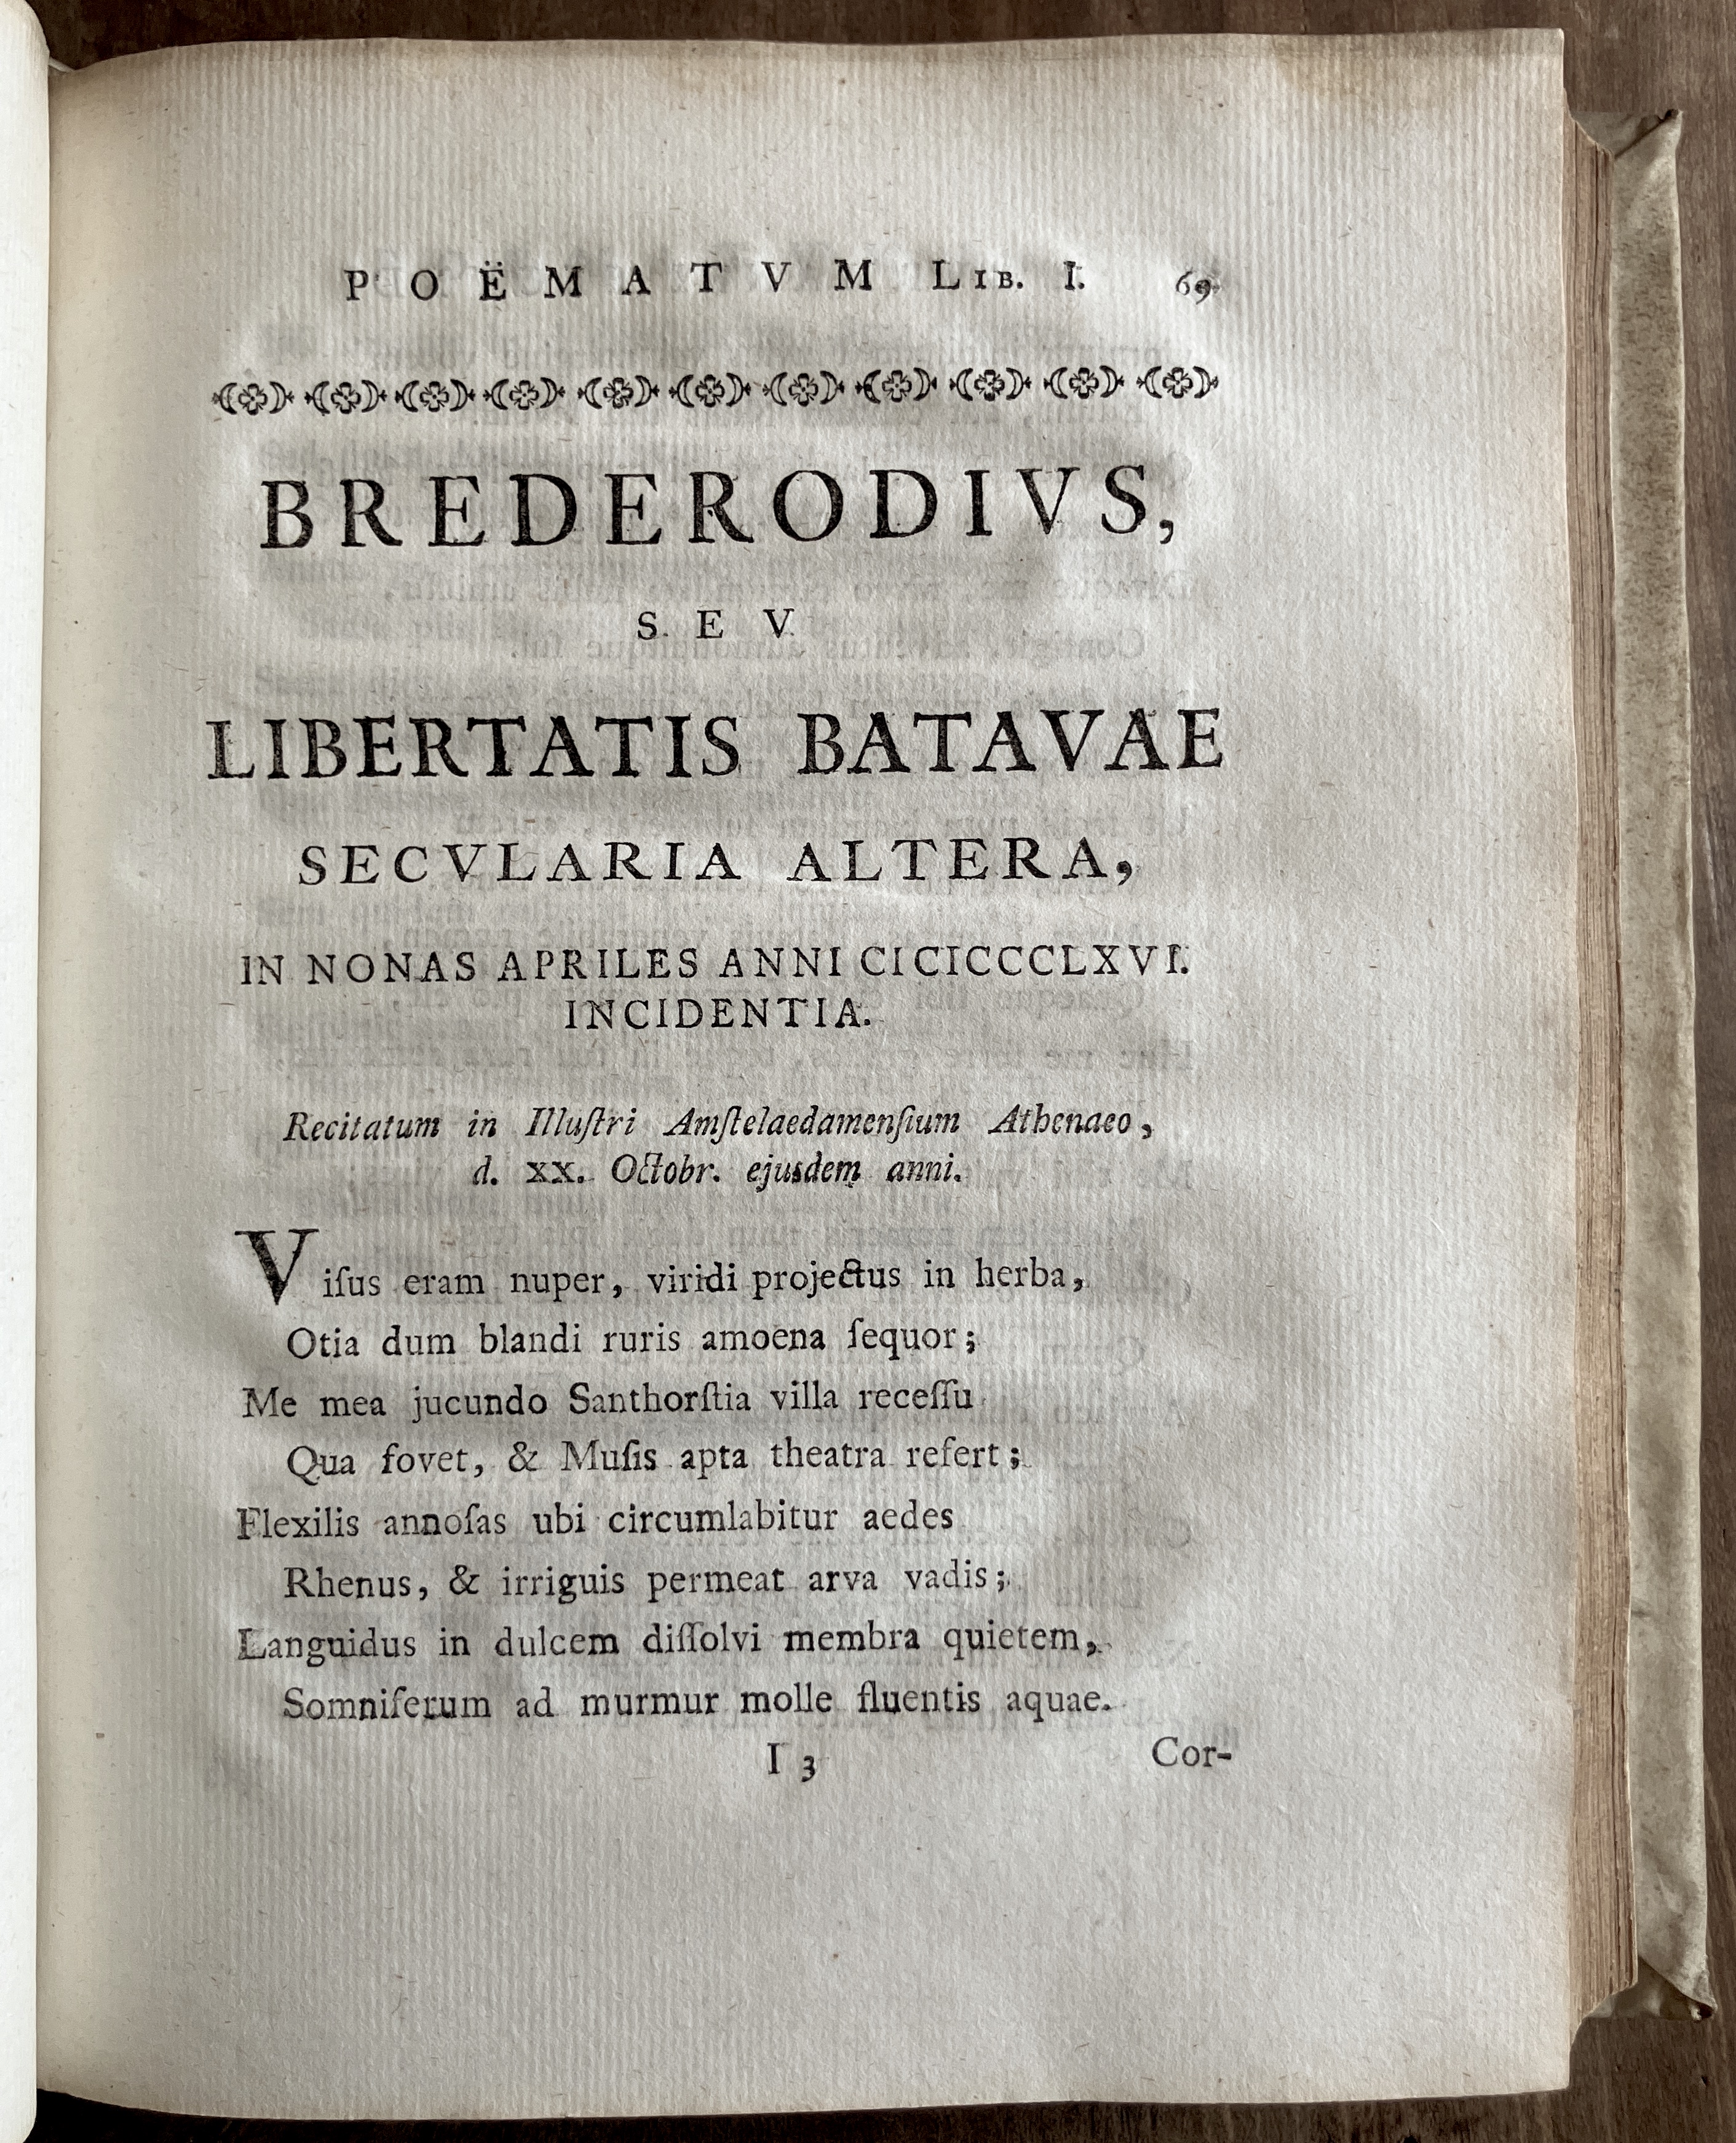 POËMATVM LIB. I. 69
BREDERODIVS,
SEV
LIBERTATIS BATAVAE
SECVLARIA ALTERA,
IN NONAS APRILES ANNI CICICCCLXVI.
INCIDENTIA.
Recitatum in Illuſtri Amſtelaedamenſium Athenaeo,
d. XX. Octobr. ejusdem anni.
Viſus eram nuper, viridi projectus in herba,
Otia dum blandi ruris amoena ſequor;
Me mea jucundo Santhorſtia villa receſſu
Qua fovet, & Muſis apta theatra refert;
Flexilis annoſas ubi circumlabitur aedes
Rhenus, & irriguis permeat arva vadis;
Languidus in dulcem diſſolvi membra quietem,
Somniferum ad murmur molle fluentis aquae.
I 3 Cor-